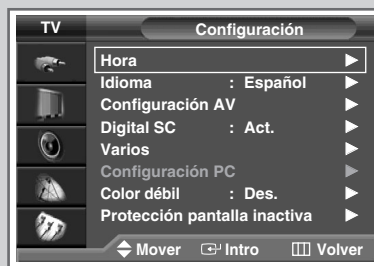 TV Configuración
Hora
Idioma : Español
Configuración AV
Digital SC : Act.
Varios
Configuración PC
Color débil : Des.
Protección pantalla inactiva
Mover Intro Volver